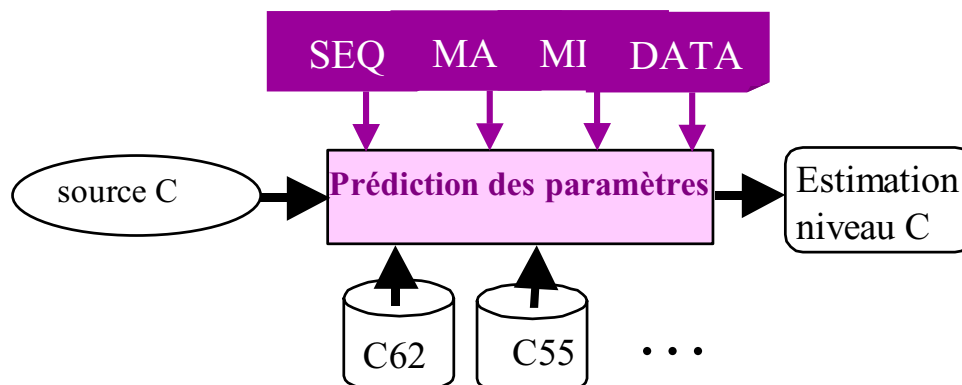 SEQ MA MI DATA
source C
Prédiction des paramètres
Estimation
niveau C
C62
C55
...